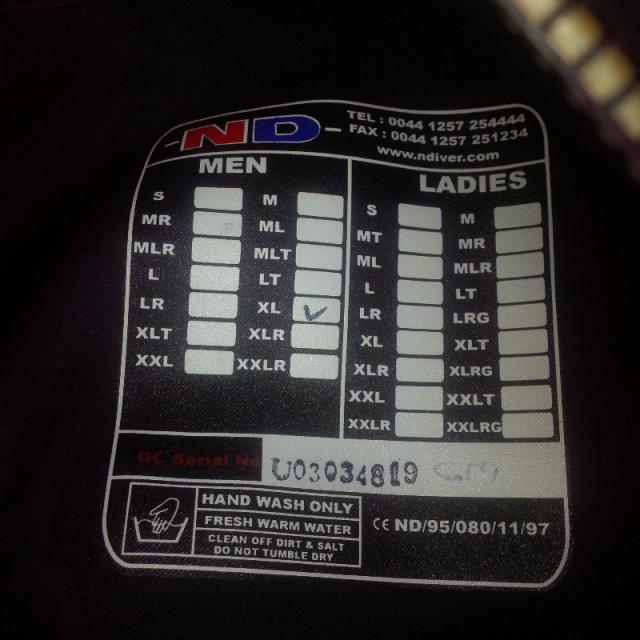 -ND-
TEL : 0044 1257 254444
FAX : 0044 1257 251234
www.ndiver.com
MEN
S M
MR ML
MLR MLT
L LT
LR XL ✓
XLT XLR
XXL XXLR
LADIES
S M
MT MR
ML MLR
L LT
LR LRG
XL XLT
XLR XLRG
XXL XXLT
XXLR XXLRG
QC Serial No U03034819
HAND WASH ONLY
FRESH WARM WATER
CLEAN OFF DIRT & SALT
DO NOT TUMBLE DRY
CE ND/95/080/11/97